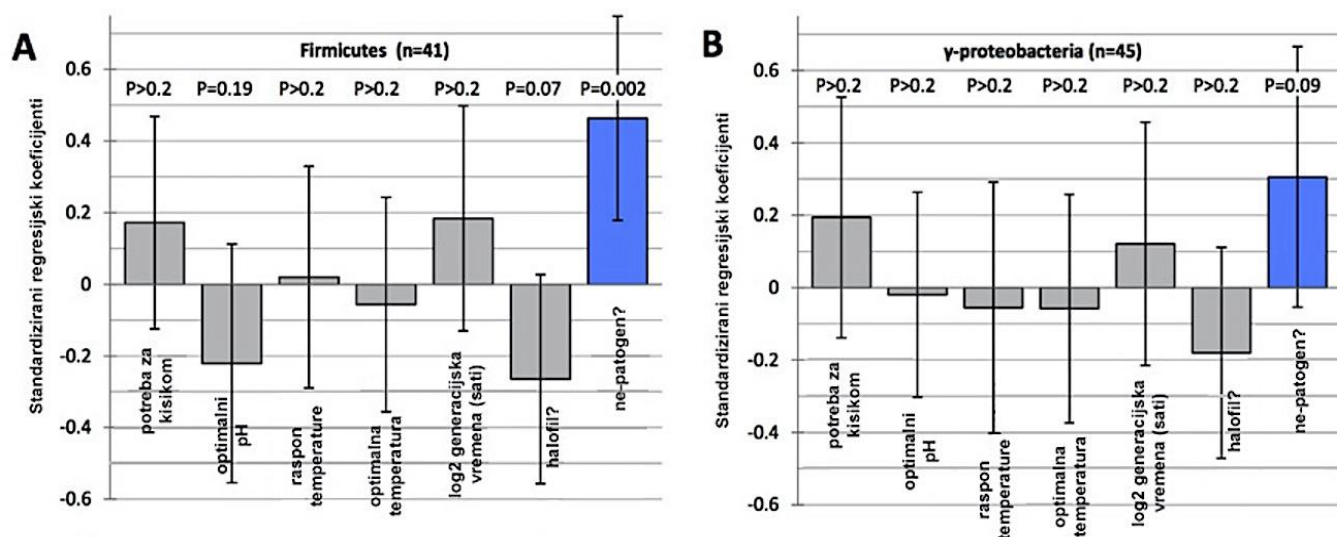 A
Firmicutes (n=41)
Standardizirani regresijski koeficijenti
0.6
0.4
0.2
0
-0.2
-0.4
-0.6
P>0.2 P=0.19 P>0.2 P>0.2 P>0.2 P=0.07 P=0.002
potreba za
kisikom
optimalni
pH
raspon
temperature
optimalna
temperatura
log2 generacijska
vremena (sati)
halofil?
ne-patogen?
B
γ-proteobacteria (n=45)
Standardizirani regresijski koeficijenti
0.6
0.4
0.2
0
-0.2
-0.4
-0.6
P>0.2 P>0.2 P>0.2 P>0.2 P>0.2 P>0.2 P=0.09
potreba za
kisikom
optimalni
pH
raspon
temperature
optimalna
temperatura
log2 generacijska
vremena (sati)
halofil?
ne-patogen?